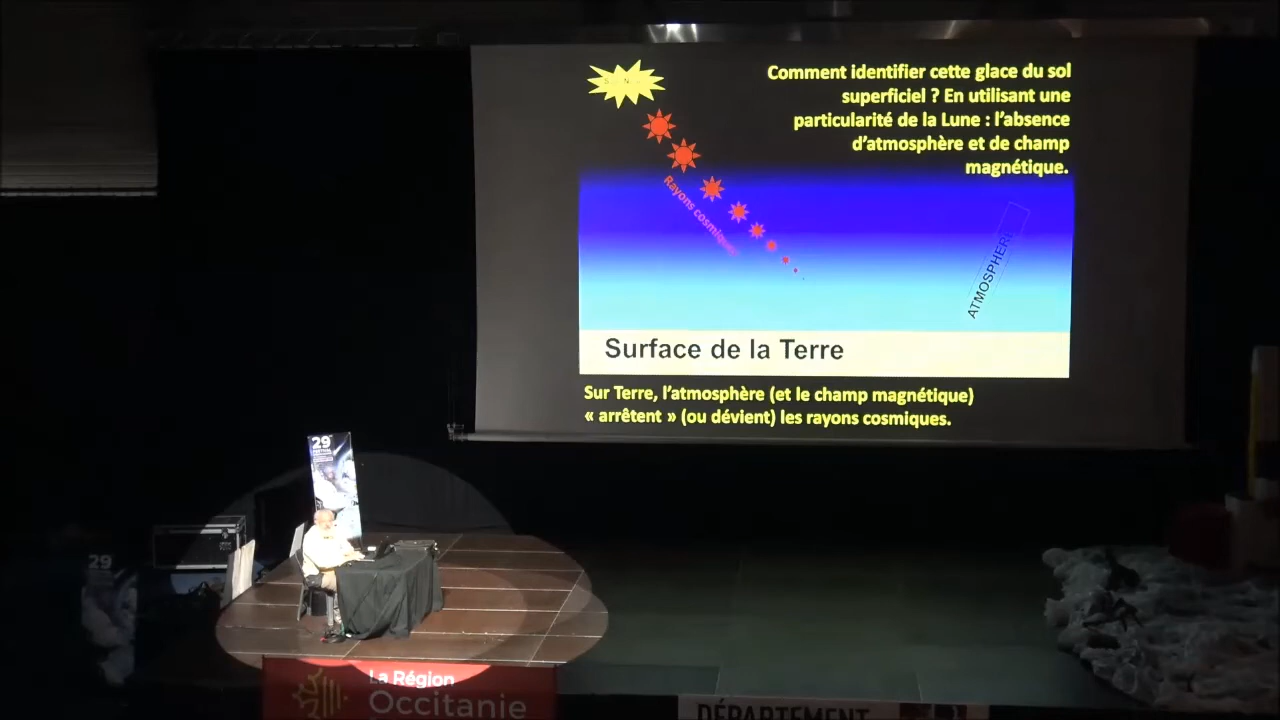 Comment identifier cette glace du sol
superficiel ? En utilisant une
particularité de la Lune : l'absence
d'atmosphère et de champ
magnétique.
Rayons cosmiques
ATMOSPHERE
Surface de la Terre
Sur Terre, l'atmosphère (et le champ magnétique)
« arrêtent » (ou dévient) les rayons cosmiques.
29
29
La Région
Occitanie
DÉPARTEMENT